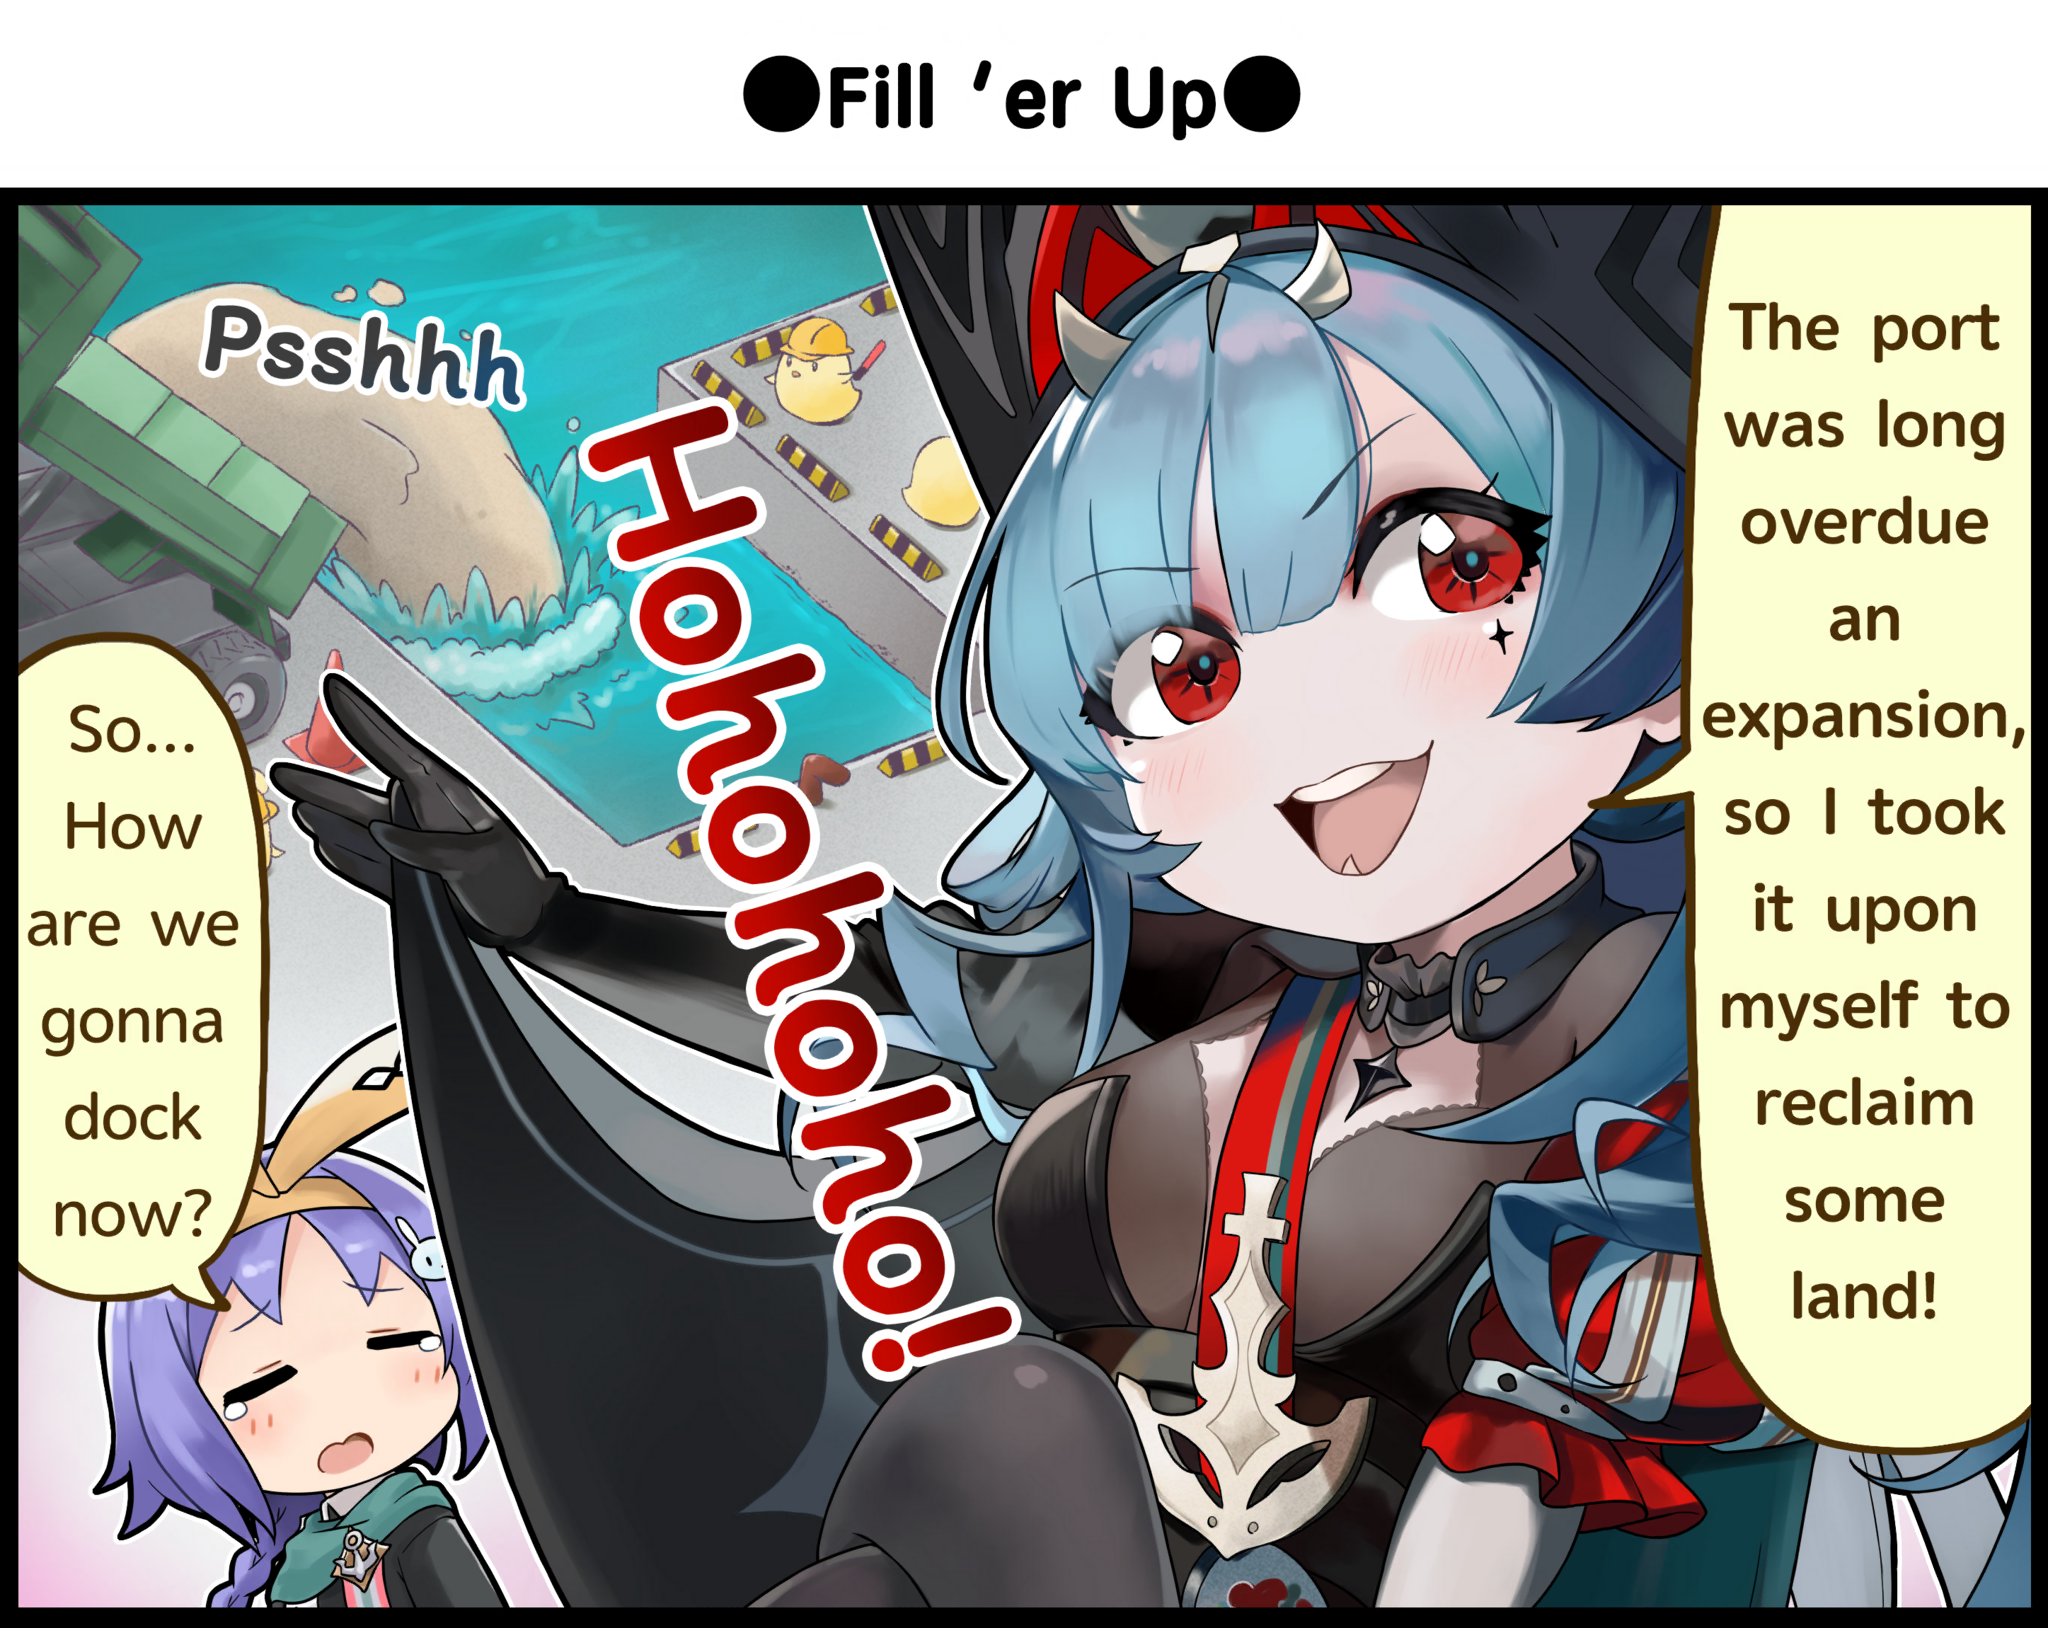 ●Fill 'er Up●
The port
was long
overdue
an
expansion,
so I took
it upon
myself to
reclaim
some
land!
Psshhh
Hohohohoho!
So...
How
are we
gonna
dock
now?